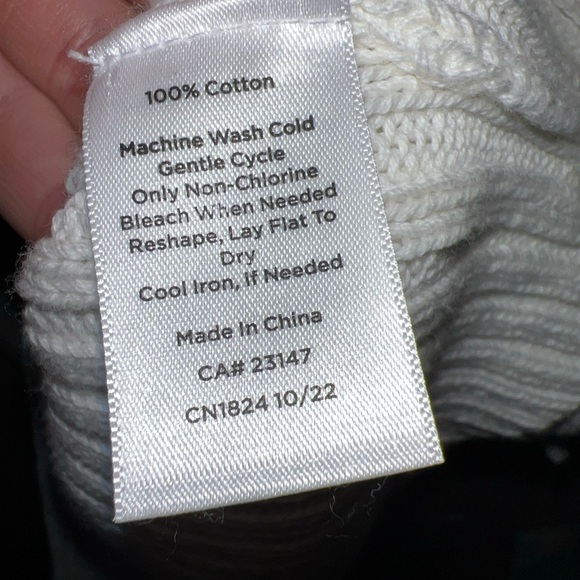 100% Cotton
Machine Wash Cold
Gentle Cycle
Only Non-Chlorine
Bleach When Needed
Reshape, Lay Flat To
Dry
Cool Iron, If Needed
Made In China
CA# 23147
CN1824 10/22